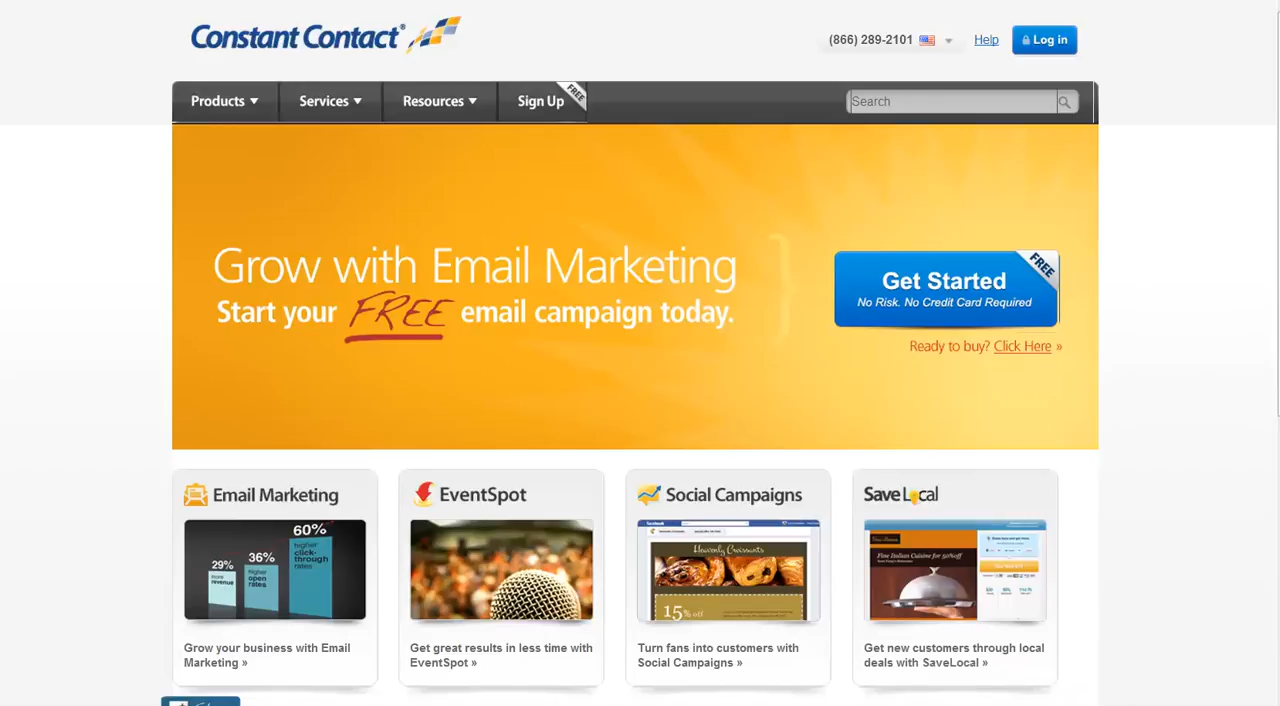 Constant Contact®
(866) 289-2101
Help
Log in
Products
Services
Resources
Sign Up
FREE
Search
Grow with Email Marketing
Start your FREE email campaign today.
Get Started
FREE
No Risk. No Credit Card Required
Ready to buy? Click Here »
Email Marketing
60%
higher
click-
through
rates
36%
higher
open
rates
29%
more
revenue
Grow your business with Email
Marketing »
EventSpot
Get great results in less time with
EventSpot »
Social Campaigns
facebook
Heavenly Croissants
15% off
Turn fans into customers with
Social Campaigns »
SaveLocal
Fine Italian Cuisine for 50% off
Get new customers through local
deals with SaveLocal »